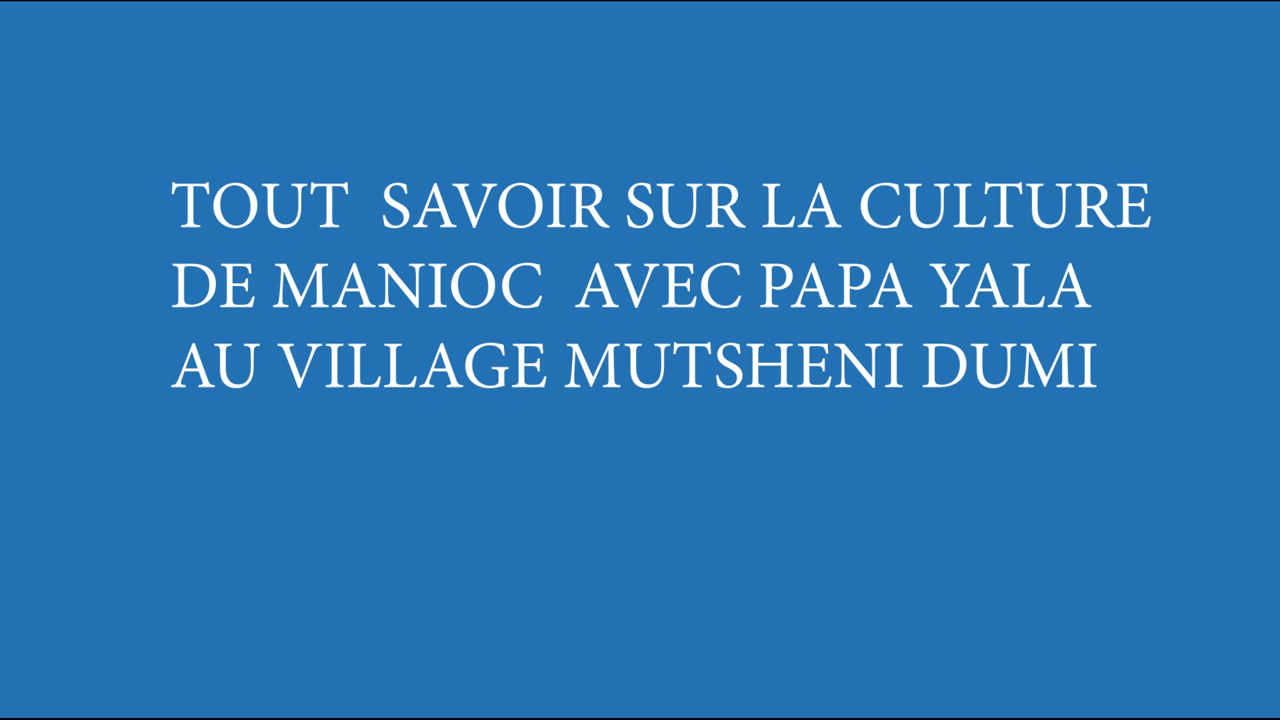 TOUT SAVOIR SUR LA CULTURE
DE MANIOC AVEC PAPA YALA
AU VILLAGE MUTSHENI DUMI